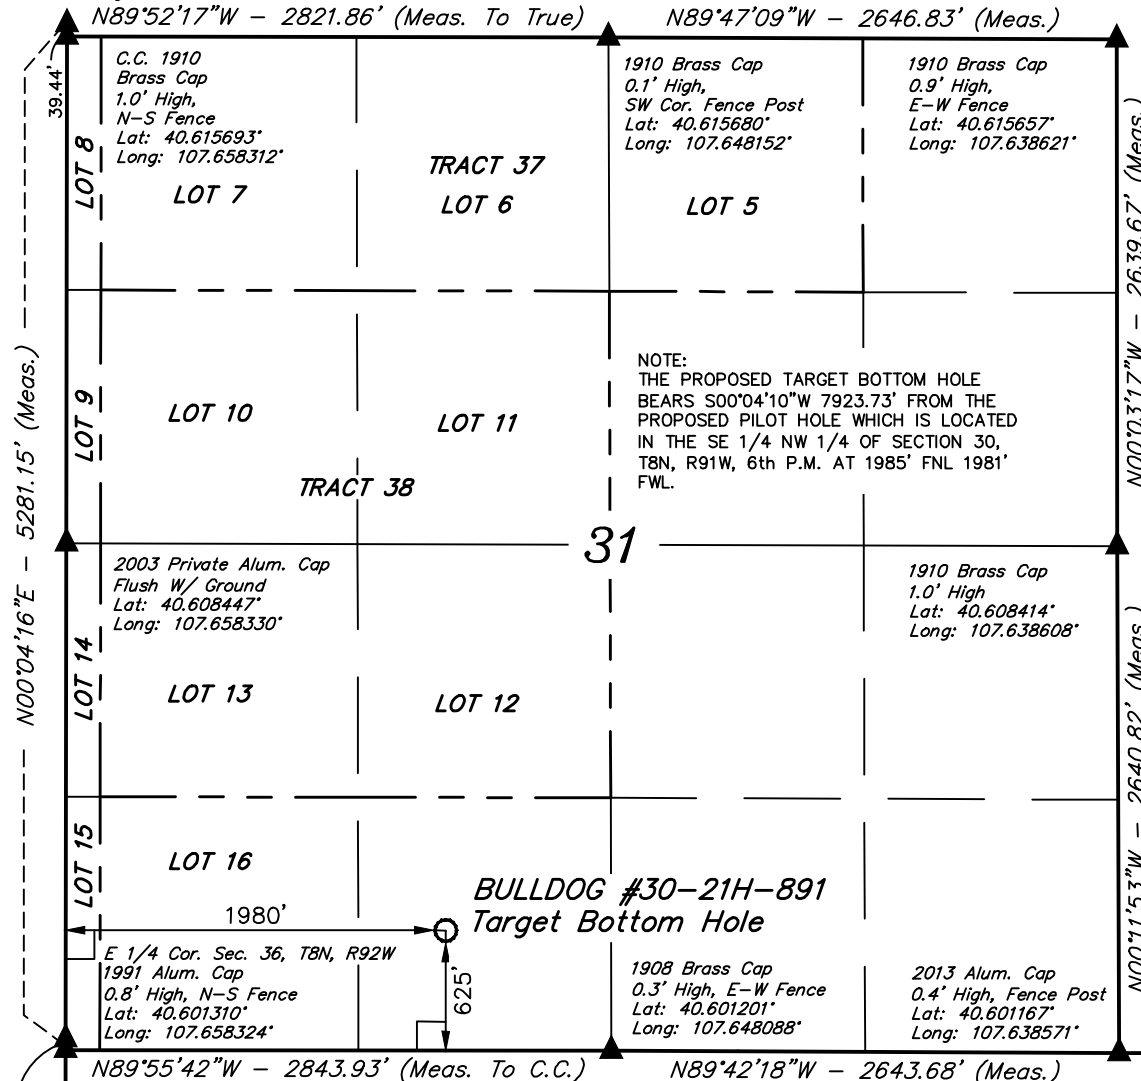 N89°52'17"W - 2821.86' (Meas. To True)
N89°47'09"W - 2646.83' (Meas.)
39.44'
C.C. 1910
Brass Cap
1.0' High,
N-S Fence
Lat: 40.615693°
Long: 107.658312°
1910 Brass Cap
0.1' High,
SW Cor. Fence Post
Lat: 40.615680°
Long: 107.648152°
1910 Brass Cap
0.9' High,
E-W Fence
Lat: 40.615657°
Long: 107.638621°
LOT 8
LOT 7
TRACT 37
LOT 6
LOT 5
N00°03'17"W - 2639.67' (Meas.)
N00°04'16"E - 5281.15' (Meas.)
LOT 9
LOT 10
LOT 11
TRACT 38
NOTE:
THE PROPOSED TARGET BOTTOM HOLE
BEARS S00°04'10"W 7923.73' FROM THE
PROPOSED PILOT HOLE WHICH IS LOCATED
IN THE SE 1/4 NW 1/4 OF SECTION 30,
T8N, R91W, 6th P.M. AT 1985' FNL 1981'
FWL.
31
2003 Private Alum. Cap
Flush W/ Ground
Lat: 40.608447°
Long: 107.658330°
1910 Brass Cap
1.0' High
Lat: 40.608414°
Long: 107.638608°
LOT 14
LOT 13
LOT 12
N00°11'53"W - 2640.82' (Meas.)
LOT 15
LOT 16
BULLDOG #30-21H-891
Target Bottom Hole
1980'
625'
E 1/4 Cor. Sec. 36, T8N, R92W
1991 Alum. Cap
0.8' High, N-S Fence
Lat: 40.601310°
Long: 107.658324°
1908 Brass Cap
0.3' High, E-W Fence
Lat: 40.601201
Long: 107.648088°
2013 Alum. Cap
0.4' High, Fence Post
Lat: 40.601167°
Long: 107.638571°
N89°55'42"W - 2843.93' (Meas. To C.C.)
N89°42'18"W - 2643.68' (Meas.)